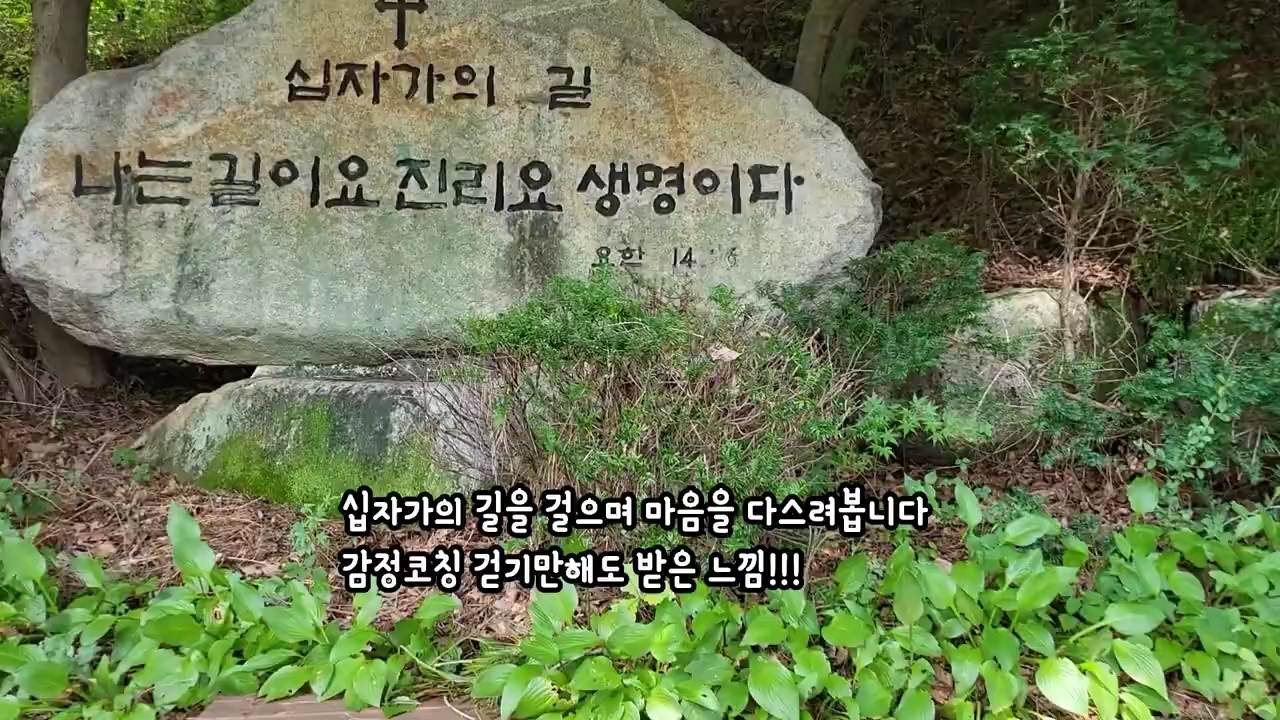 십자가의 길
나는 길이요 진리요 생명이다
요한 14:6
십자가의 길을 걸으며 마음을 다스려봅니다
감정코칭 걷기만해도 받은 느낌!!!